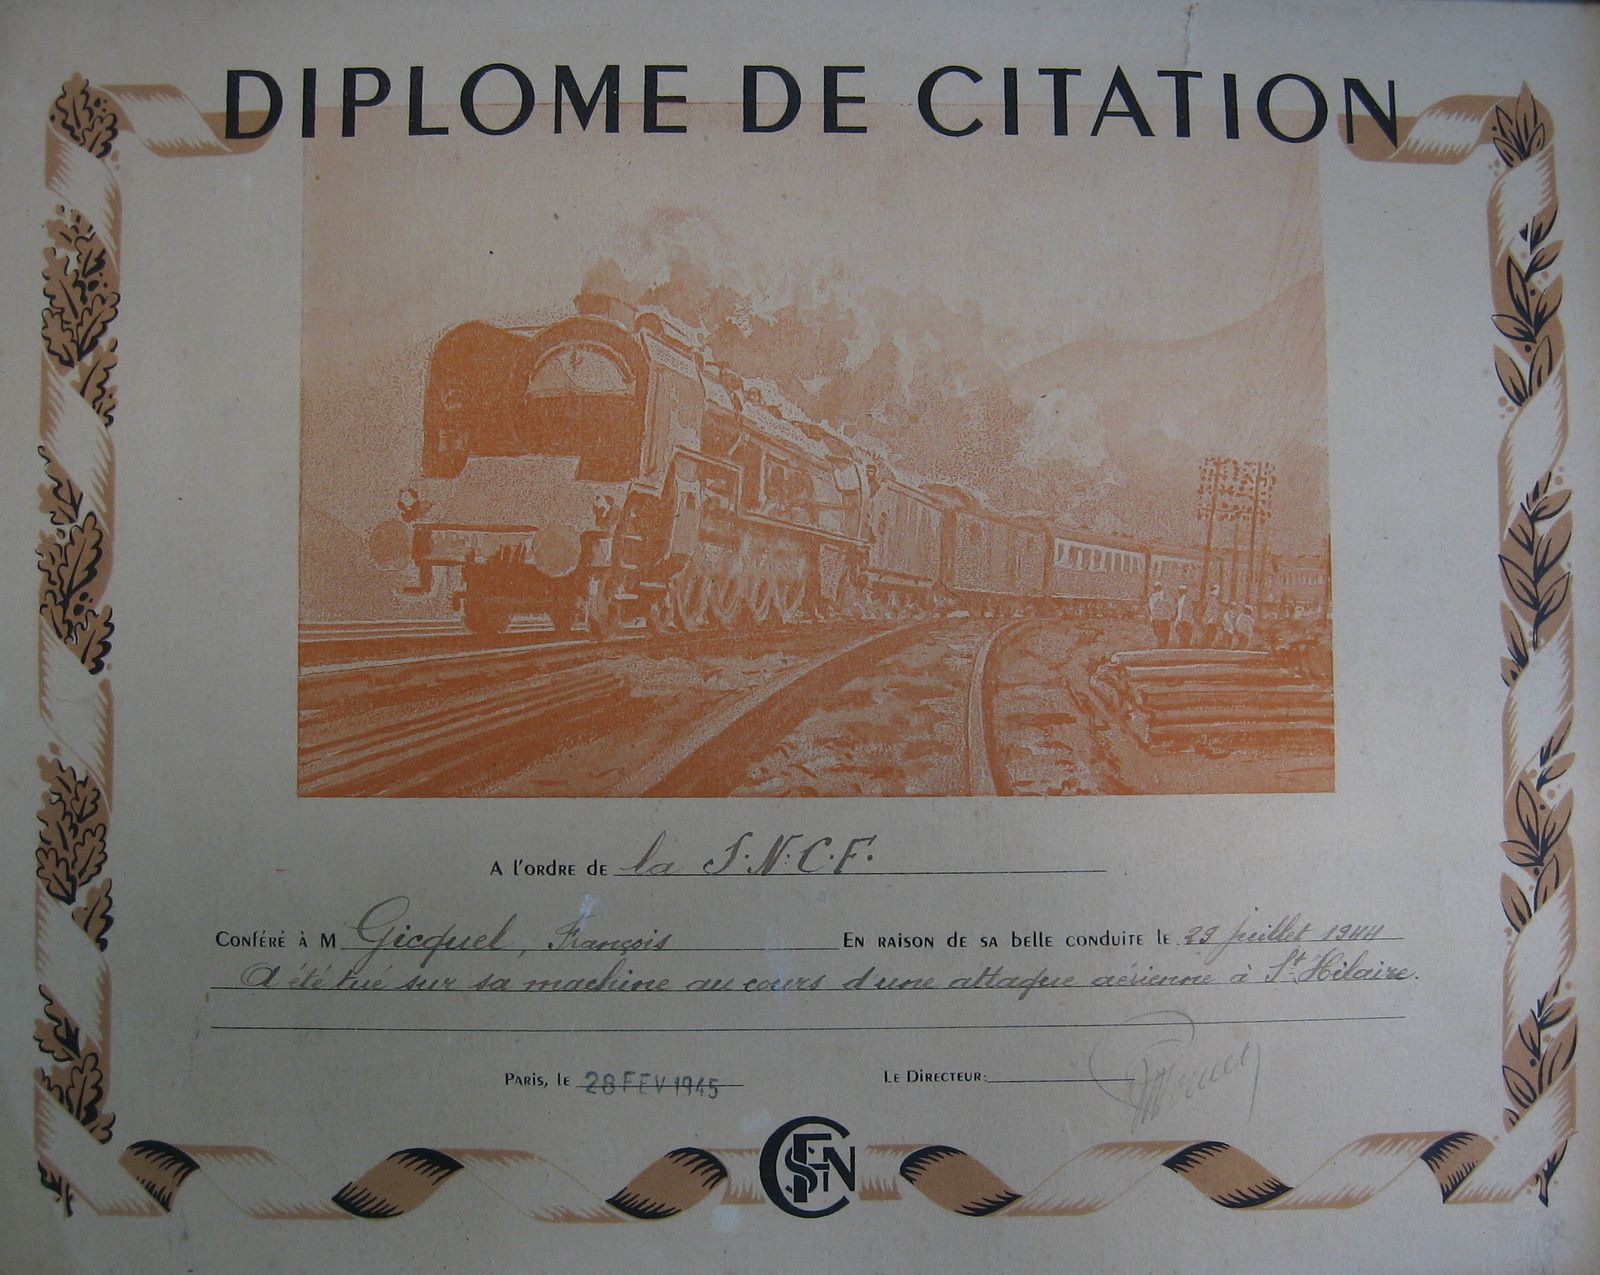 DIPLOME DE CITATION
A l'ordre de la S.N.C.F.
Conféré à M Gicquel, François En raison de sa belle conduite le 29 juillet 1944
A été tué sur sa machine au cours d'une attaque aérienne à St. Hilaire.
Paris, le 28 FEV 1945 Le Directeur:
SNCF